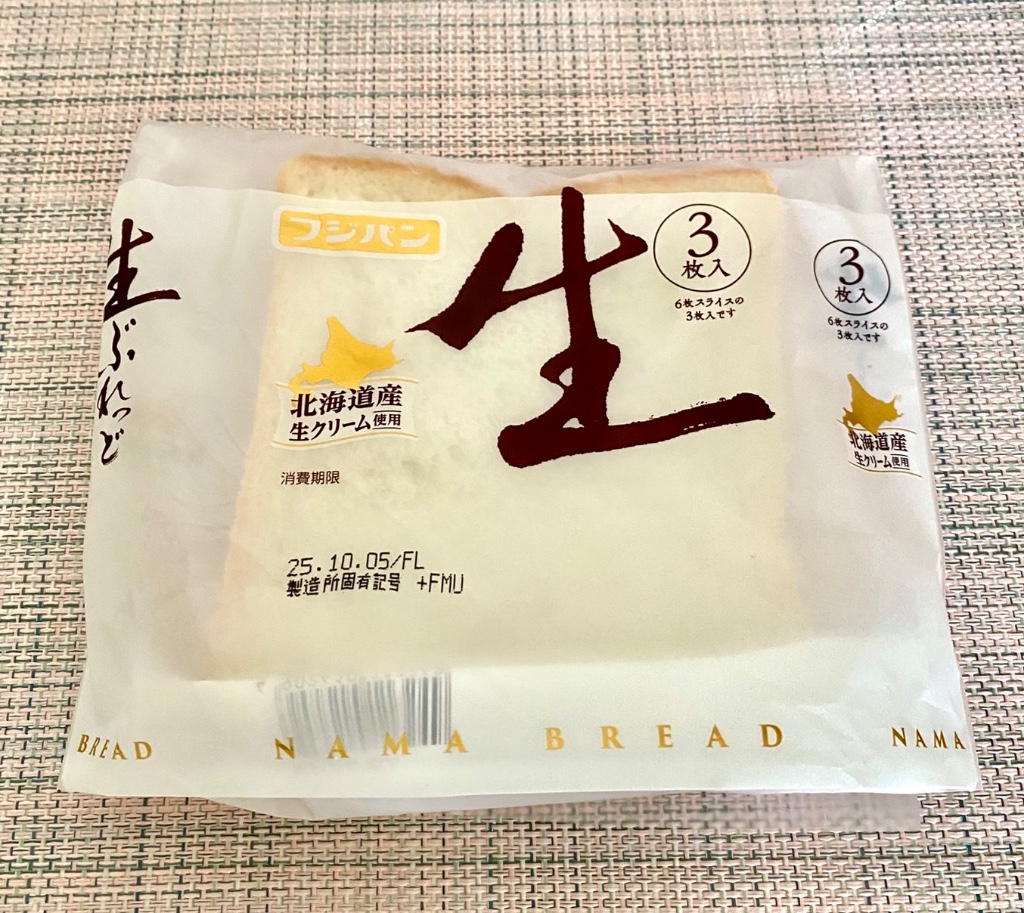 フジパン
生
3
枚入
6枚スライスの
3枚入です
北海道産
生クリーム使用
消費期限
25.10.05/FL
製造所固有記号 +FMU
NAMA BREAD
生ぶれっど
BREAD
3
枚入
6枚スライスの
3枚入です
北海道産
生クリーム使用
NAMA